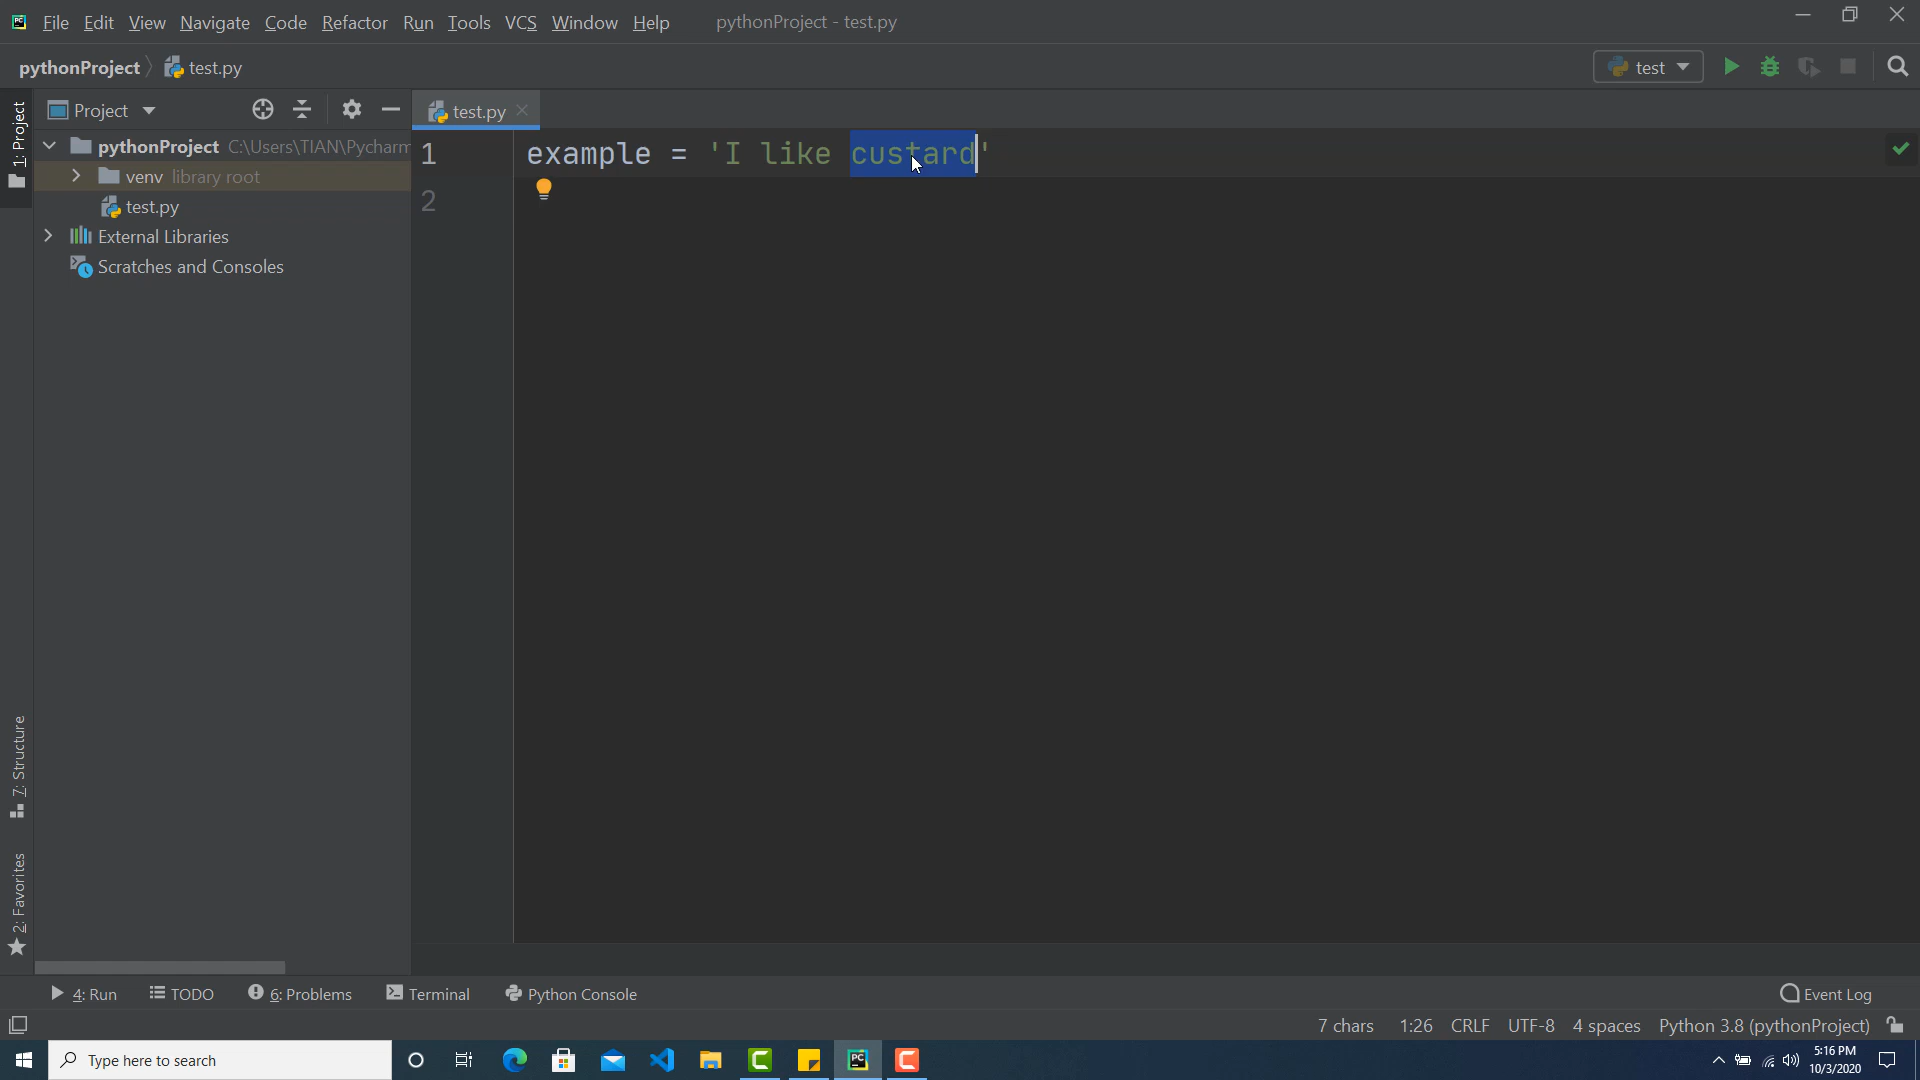 File Edit View Navigate Code Refactor Run Tools VCS Window Help pythonProject - test.py
pythonProject test.py test
1: Project
Project
test.py
pythonProject C:\Users\TIAN\Pycharm
venv library root
test.py
External Libraries
Scratches and Consoles
1 example = 'I like custard'
2
7: Structure
2: Favorites
4: Run TODO 6: Problems Terminal Python Console Event Log
7 chars 1:26 CRLF UTF-8 4 spaces Python 3.8 (pythonProject)
Type here to search
PC
5:16 PM
10/3/2020